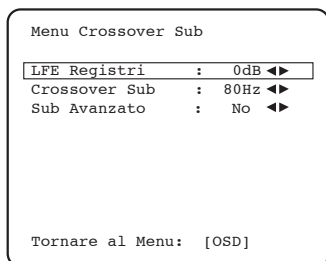 Menu Crossover Sub
LFE Registri : 0dB ◀▶
Crossover Sub : 80Hz ◀▶
Sub Avanzato : No ◀▶
Tornare al Menu: [OSD]